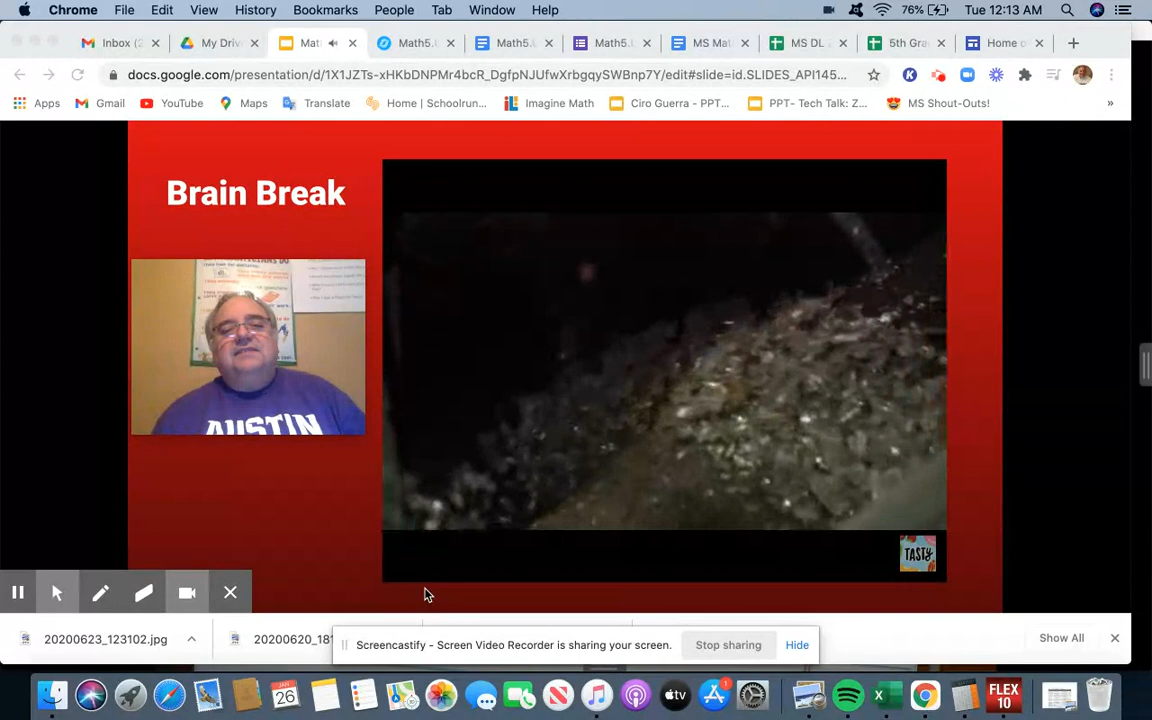 Chrome File Edit View History Bookmarks People Tab Window Help 76% Tue 12:13 AM
Inbox (2 My Driv Mat Math5. Math5.U MS Mat MS DL 5th Gra Home o
docs.google.com/presentation/d/1X1JZTs-xHKbDNPMr4bcR_DgfpNJUfwXrbgqySWBnp7Y/edit#slide=id.SLIDES_API145...
Apps Gmail YouTube Maps Translate Home | Schoolrun... Imagine Math Ciro Guerra - PPT... PPT- Tech Talk: Z... MS Shout-Outs! »
Brain Break
AUSTIN
TASTY
20200623_123102.jpg 20200620_181 Show All
Screencastify - Screen Video Recorder is sharing your screen. Stop sharing Hide
JAN 26 FLEX 10